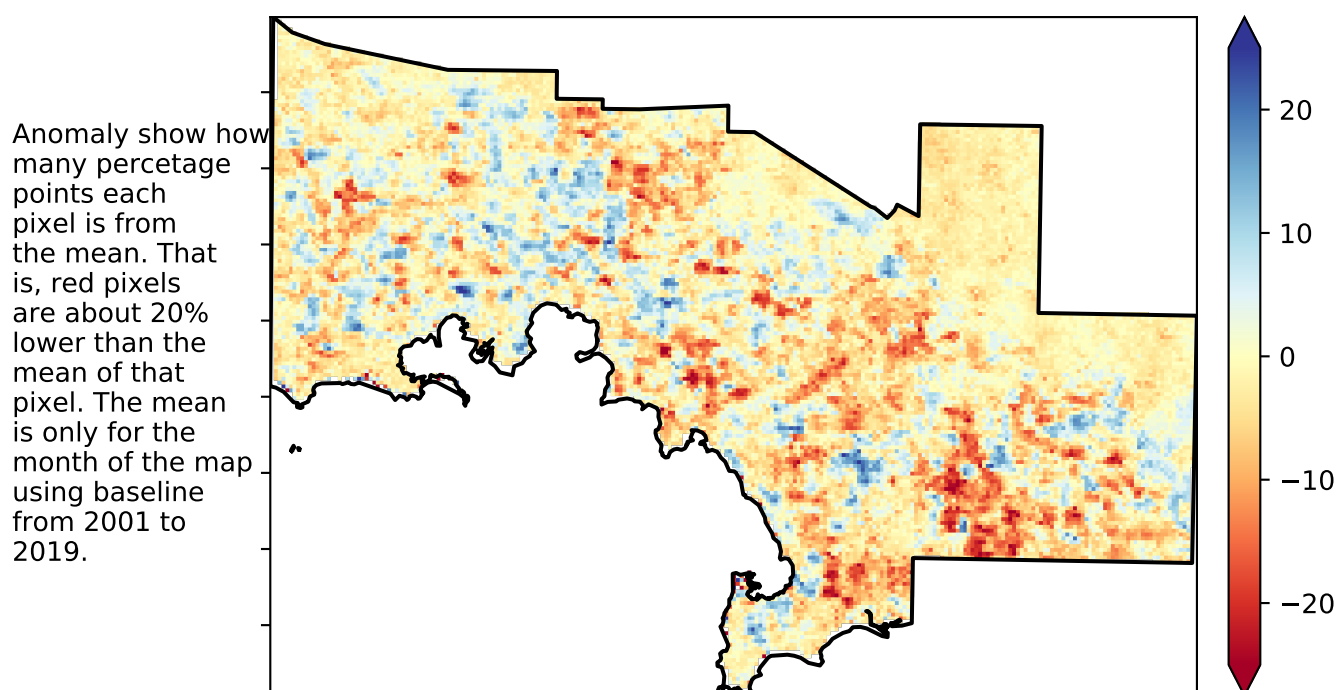 Anomaly show how
many percetage
points each
pixel is from
the mean. That
is, red pixels
are about 20%
lower than the
mean of that
pixel. The mean
is only for the
month of the map
using baseline
from 2001 to
2019.
20
10
0
−10
−20